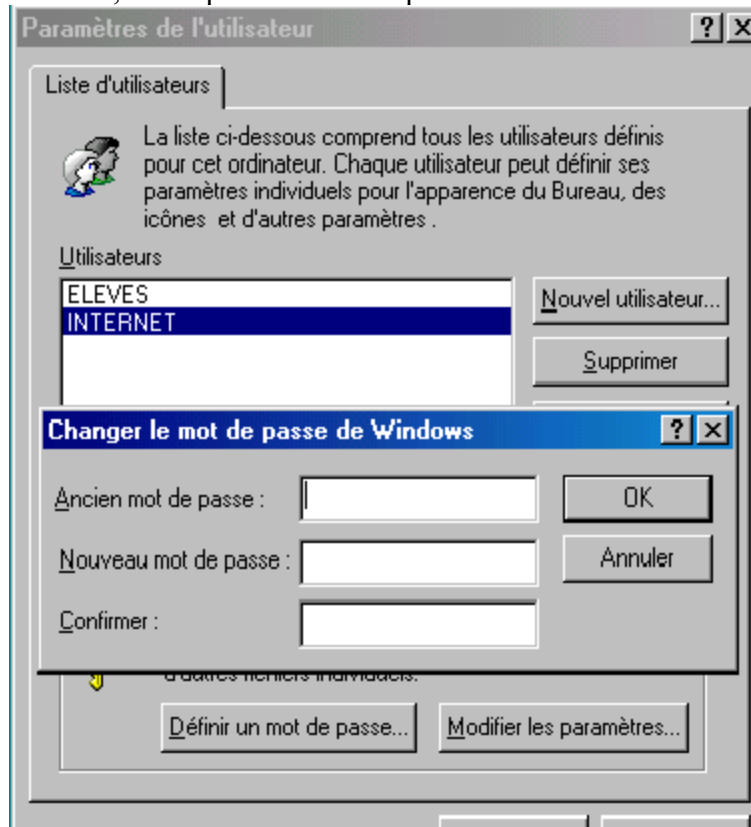 Paramètres de l'utilisateur
Liste d'utilisateurs
La liste ci-dessous comprend tous les utilisateurs définis
pour cet ordinateur. Chaque utilisateur peut définir ses
paramètres individuels pour l'apparence du Bureau, des
icônes et d'autres paramètres .
Utilisateurs
ELEVES
INTERNET
Nouvel utilisateur...
Supprimer
Changer le mot de passe de Windows
Ancien mot de passe :
OK
Nouveau mot de passe :
Annuler
Confirmer :
d'autres fichiers individuels.
Définir un mot de passe...
Modifier les paramètres...